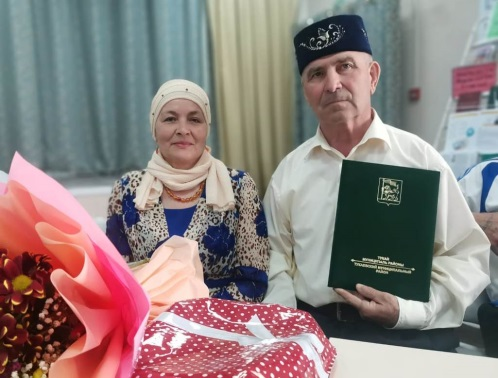 ТУКАЙ
МУНИЦИПАЛЬ РАЙОНЫ
ТУКАЕВСКИЙ МУНИЦИПАЛЬНЫЙ
РАЙОН